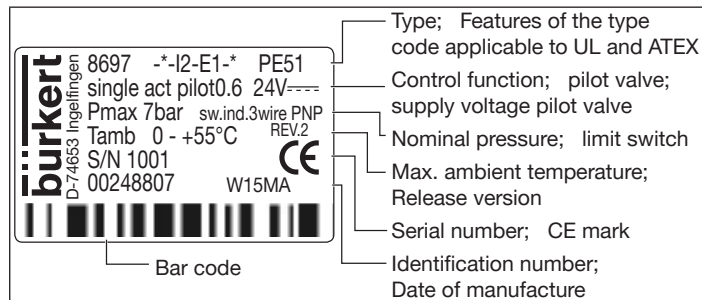 burkert
D-74653 Ingelfingen
8697 -*-I2-E1-* PE51
single act pilot0.6 24V
Pmax 7bar sw.ind.3wire PNP
Tamb 0 - +55°C REV.2
S/N 1001 CE
00248807 W15MA
Bar code
Type; Features of the type
code applicable to UL and ATEX
Control function; pilot valve;
supply voltage pilot valve
Nominal pressure; limit switch
Max. ambient temperature;
Release version
Serial number; CE mark
Identification number;
Date of manufacture